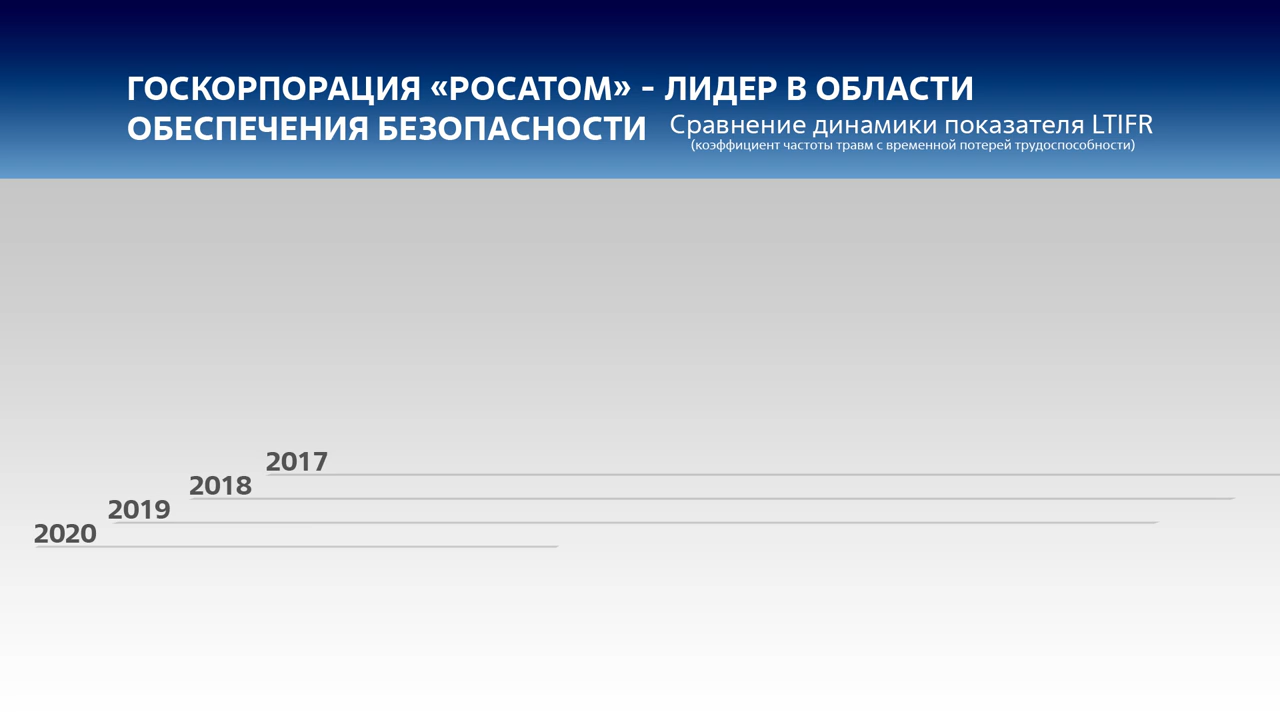 ГОСКОРПОРАЦИЯ «РОСАТОМ» - ЛИДЕР В ОБЛАСТИ
ОБЕСПЕЧЕНИЯ БЕЗОПАСНОСТИ
Сравнение динамики показателя LTIFR
(коэффициент частоты травм с временной потерей трудоспособности)
2017
2018
2019
2020